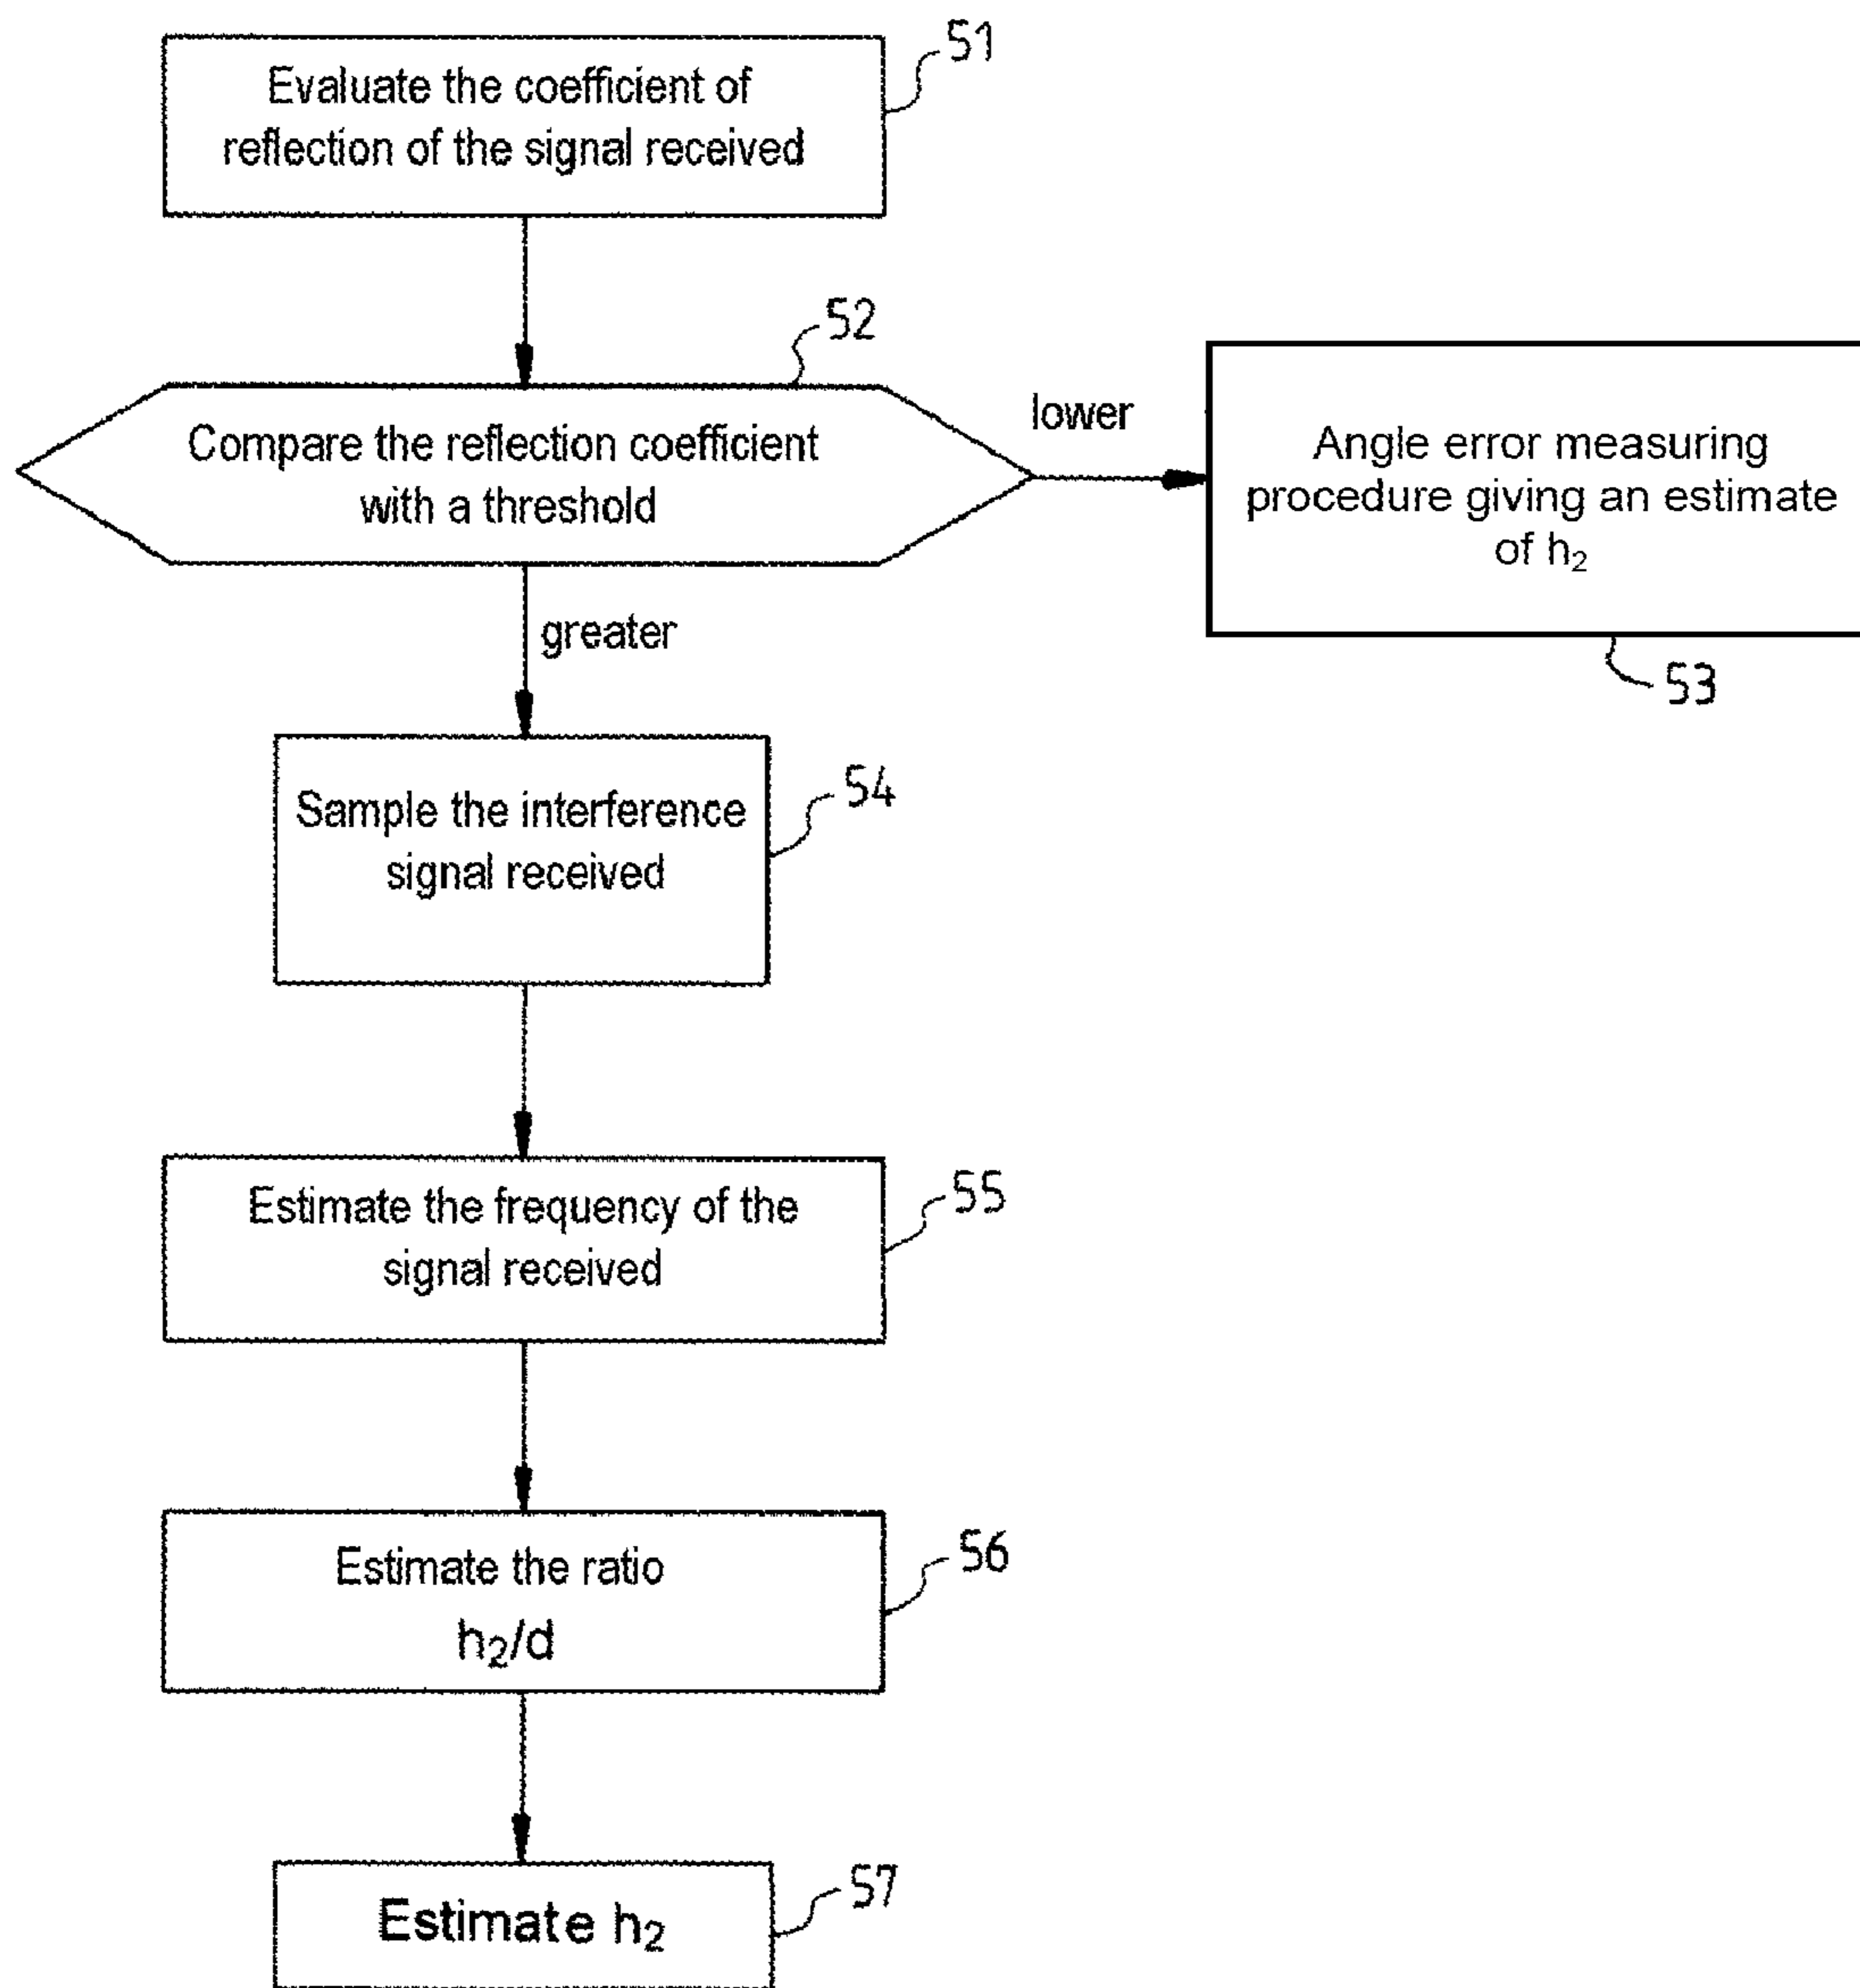 51
Evaluate the coefficient of
reflection of the signal received
52
Compare the reflection coefficient
with a threshold
lower
Angle error measuring
procedure giving an estimate
of h₂
53
greater
54
Sample the interference
signal received
55
Estimate the frequency of the
signal received
56
Estimate the ratio
h₂/d
57
Estimate h₂